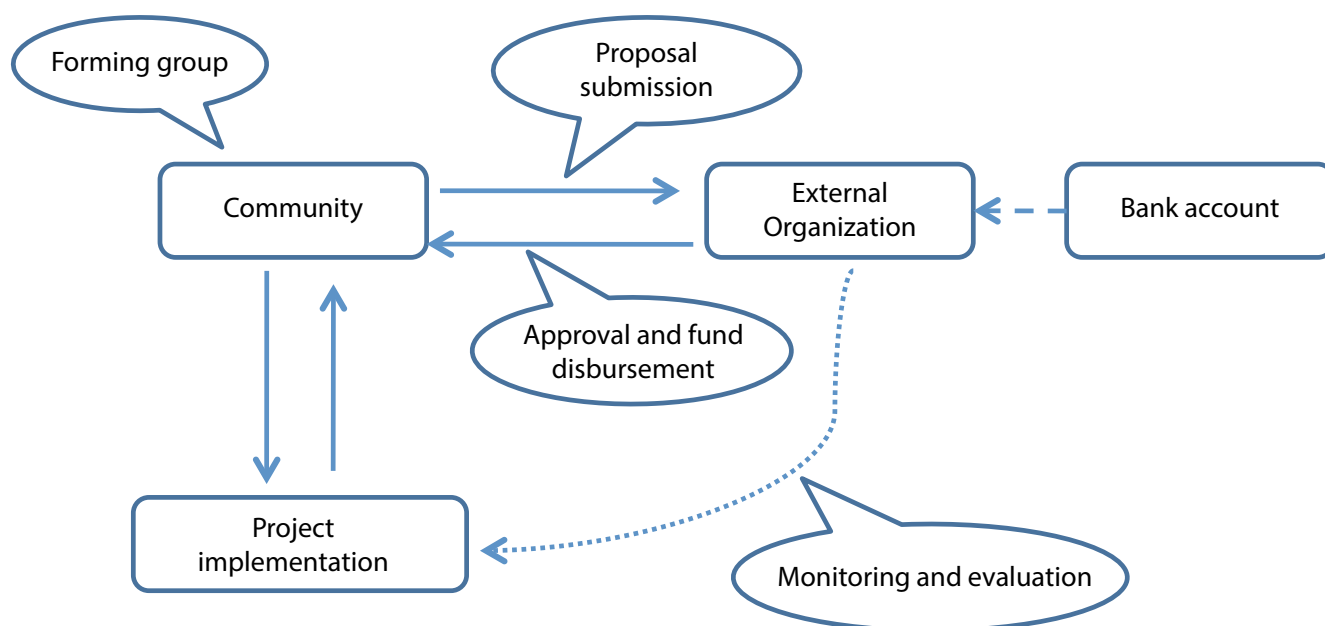 Forming group
Proposal
submission
Community
External
Organization
Bank account
Approval and fund
disbursement
Project
implementation
Monitoring and evaluation